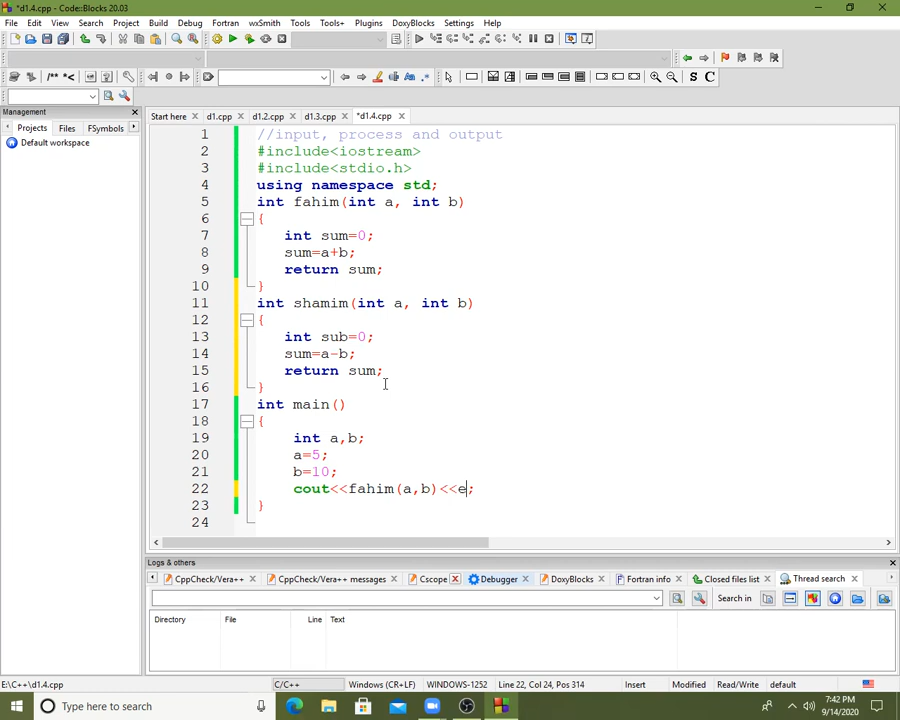 *d1.4.cpp - Code::Blocks 20.03
File Edit View Search Project Build Debug Fortran wxSmith Tools Tools+ Plugins DoxyBlocks Settings Help
/** *< .* S C
Management
Start here d1.cpp d1.2.cpp d1.3.cpp *d1.4.cpp
Projects Files FSymbols
Default workspace
1 //input, process and output
2 #include<iostream>
3 #include<stdio.h>
4 using namespace std;
5 int fahim(int a, int b)
6 {
7 int sum=0;
8 sum=a+b;
9 return sum;
10 }
11 int shamim(int a, int b)
12 {
13 int sub=0;
14 sum=a-b;
15 return sum;
16 }
17 int main()
18 {
19 int a,b;
20 a=5;
21 b=10;
22 cout<<fahim(a,b)<<e;
23 }
24
Logs & others
CppCheck/Vera++ CppCheck/Vera++ messages Cscope Debugger DoxyBlocks Fortran info Closed files list Thread search
Search in
Directory File Line Text
E:\C++\d1.4.cpp C/C++ Windows (CR+LF) WINDOWS-1252 Line 22, Col 24, Pos 314 Insert Modified Read/Write default
Type here to search
7:42 PM
9/14/2020